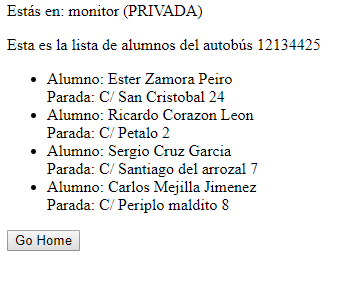 Estás en: monitor (PRIVADA)
Esta es la lista de alumnos del autobús 12134425
Alumno: Ester Zamora Peiro
Parada: C/ San Cristobal 24
Alumno: Ricardo Corazon Leon
Parada: C/ Petalo 2
Alumno: Sergio Cruz Garcia
Parada: C/ Santiago del arrozal 7
Alumno: Carlos Mejilla Jimenez
Parada: C/ Periplo maldito 8
Go Home